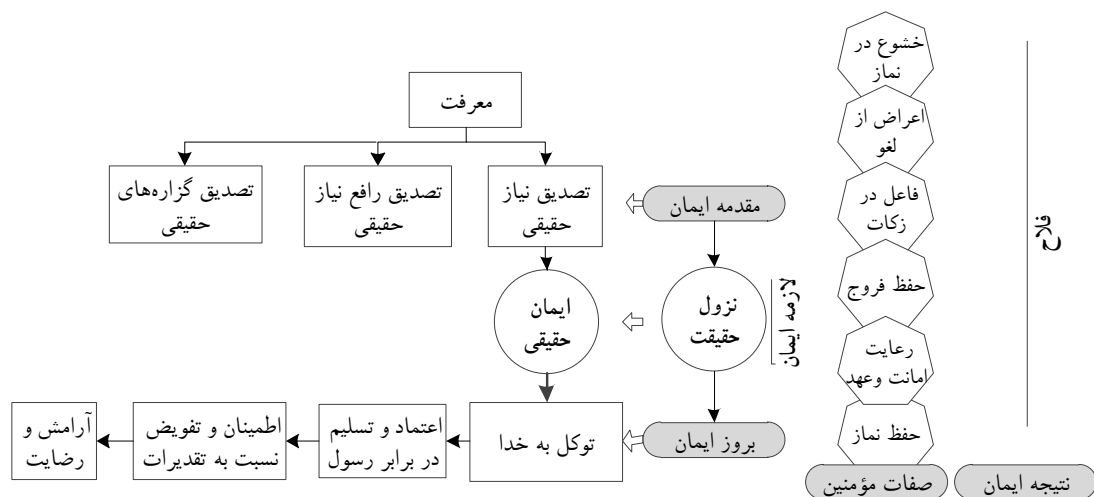 خشوع در
نماز
اعراض از
لغو
فاعل در
زکات
حفظ فروج
رعایت
امانت وعهد
حفظ نماز
صفات مؤمنین
فلاح
نتیجه ایمان
معرفت
تصدیق نیاز
حقیقی
تصدیق رافع نیاز
حقیقی
تصدیق گزاره‌های
حقیقی
مقدمه ایمان
نزول
حقیقت
لازمه ایمان
ایمان
حقیقی
بروز ایمان
توکل به خدا
اعتماد و تسلیم
در برابر رسول
اطمینان و تفویض
نسبت به تقدیرات
آرامش و
رضایت